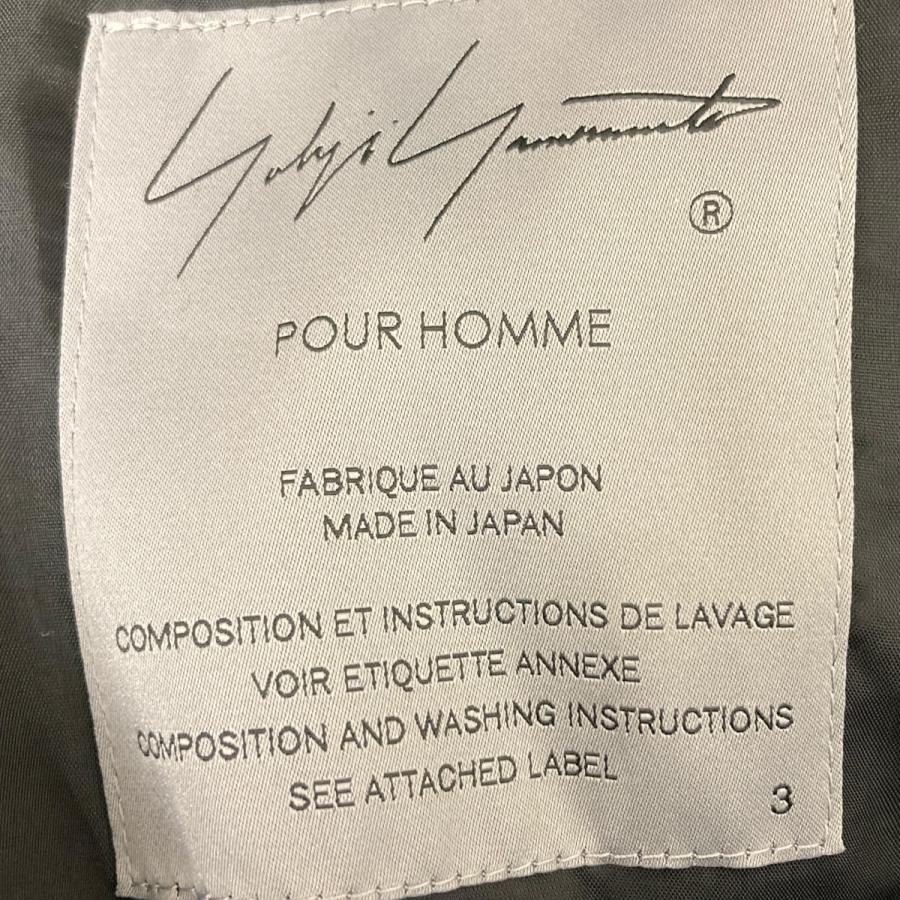 Yohji Yamamoto
®
POUR HOMME
FABRIQUE AU JAPON
MADE IN JAPAN
COMPOSITION ET INSTRUCTIONS DE LAVAGE
VOIR ETIQUETTE ANNEXE
COMPOSITION AND WASHING INSTRUCTIONS
SEE ATTACHED LABEL
3